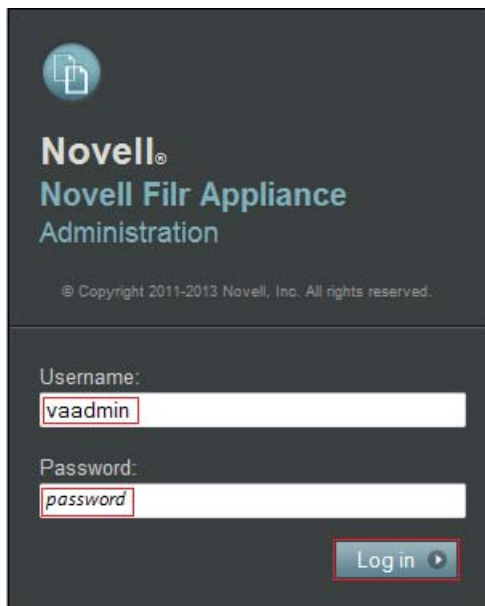 Novell®
Novell Filr Appliance
Administration
© Copyright 2011-2013 Novell, Inc. All rights reserved.
Username:
vaadmin
Password:
password
Log in